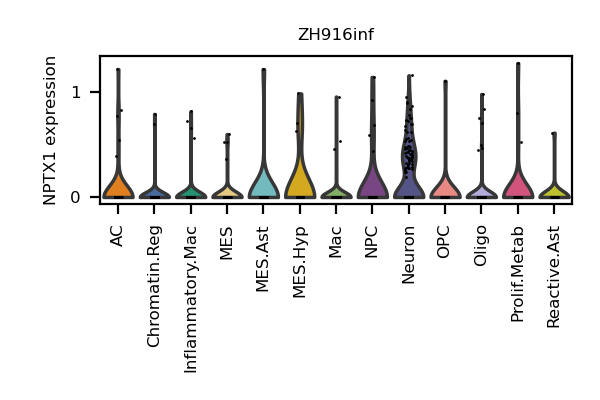 ZH916inf
NPTX1 expression
1
0
AC
Chromatin.Reg
Inflammatory.Mac
MES
MES.Ast
MES.Hyp
Mac
NPC
Neuron
OPC
Oligo
Prolif.Metab
Reactive.Ast